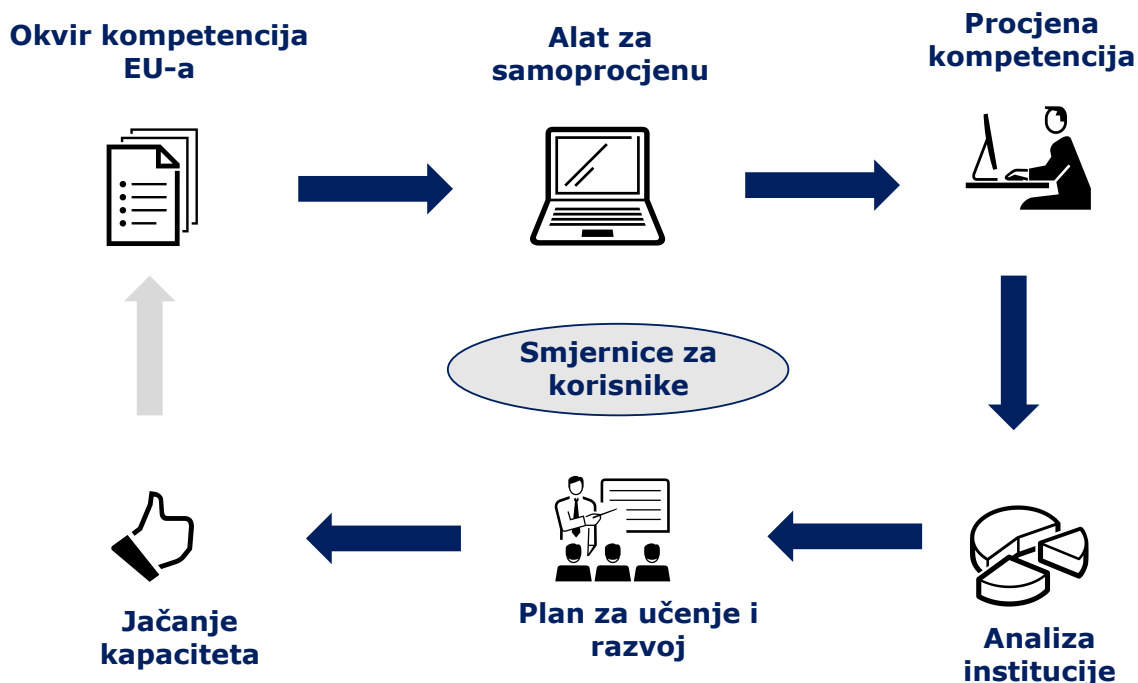 Okvir kompetencija
EU-a
Alat za
samoprocjenu
Procjena
kompetencija
Smjernice za
korisnike
Jačanje
kapaciteta
Plan za učenje i
razvoj
Analiza
institucije